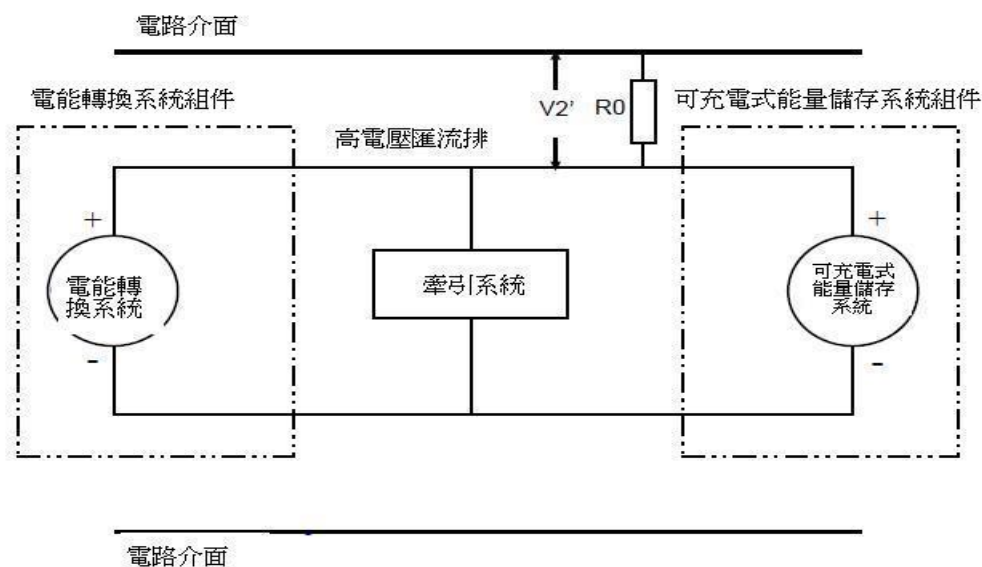 電路介面
電能轉換系統組件
V2'
R0
可充電式能量儲存系統組件
高電壓匯流排
+
+
電能轉
換系統
牽引系統
可充電式
能量儲存
系統
-
-
電路介面